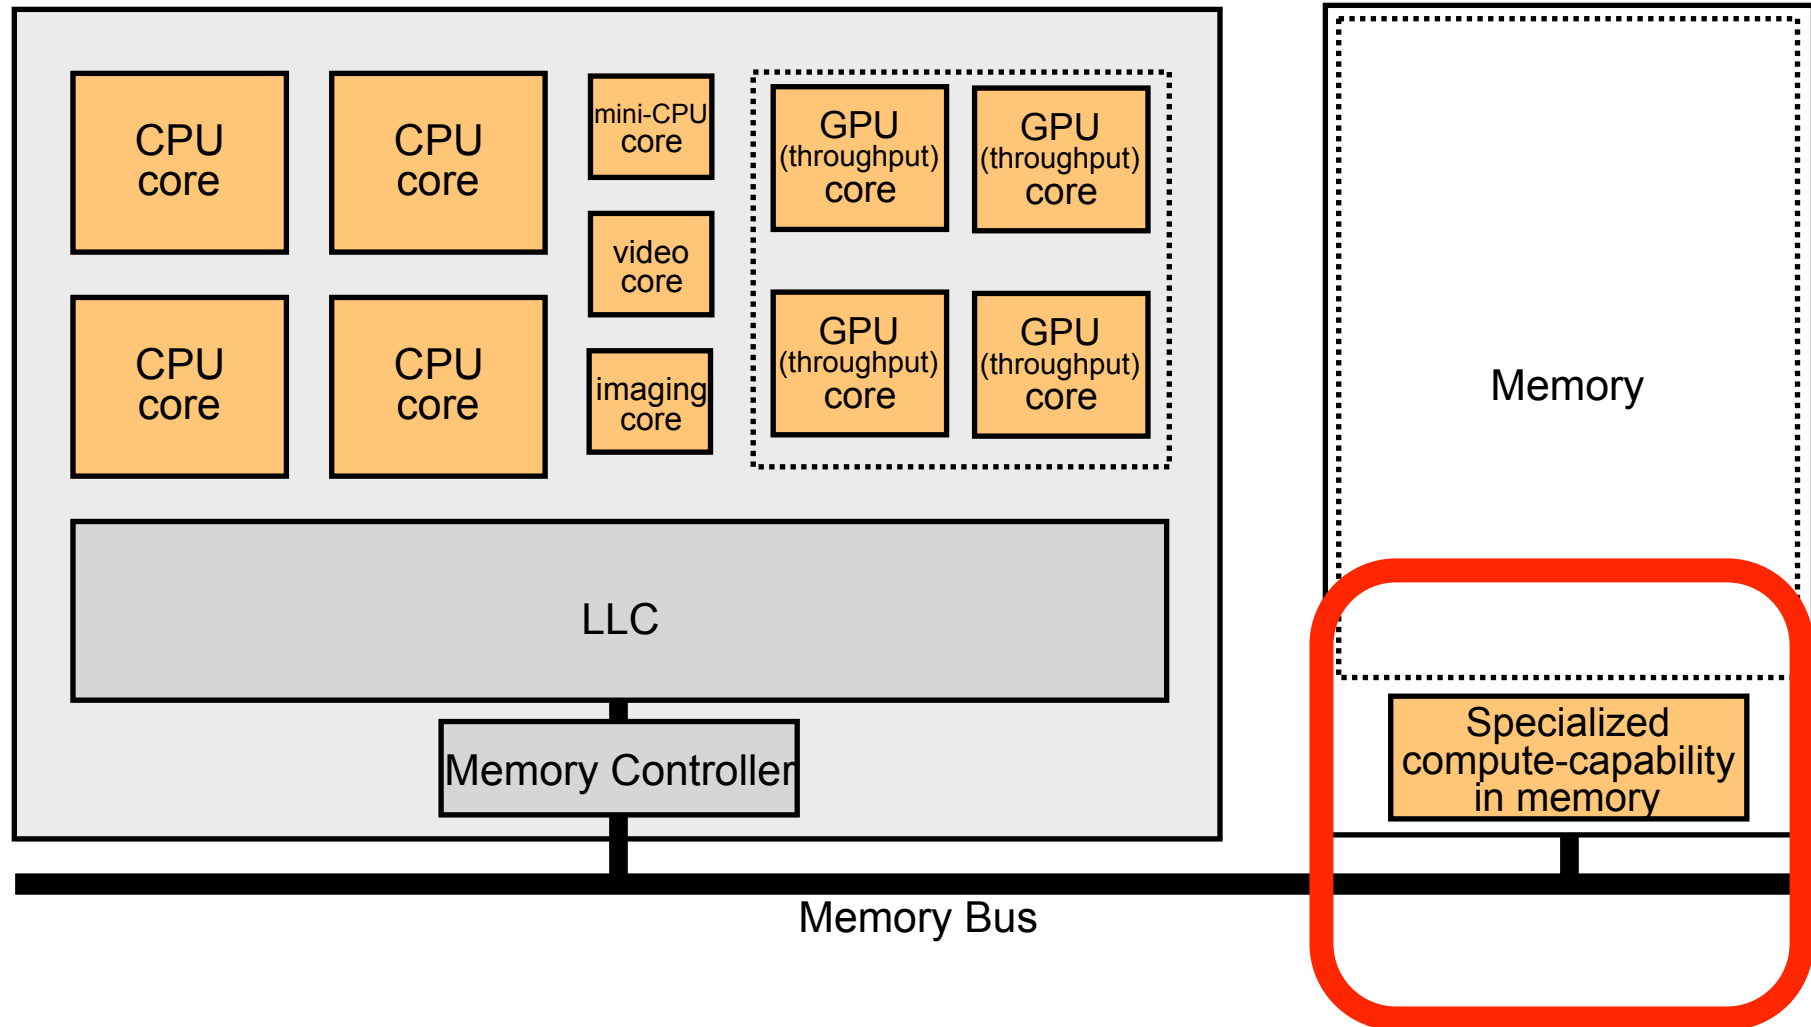 CPU
core
CPU
core
mini-CPU
core
GPU
(throughput)
core
GPU
(throughput)
core
video
core
CPU
core
CPU
core
imaging
core
GPU
(throughput)
core
GPU
(throughput)
core
Memory
LLC
Memory Controller
Specialized
compute-capability
in memory
Memory Bus